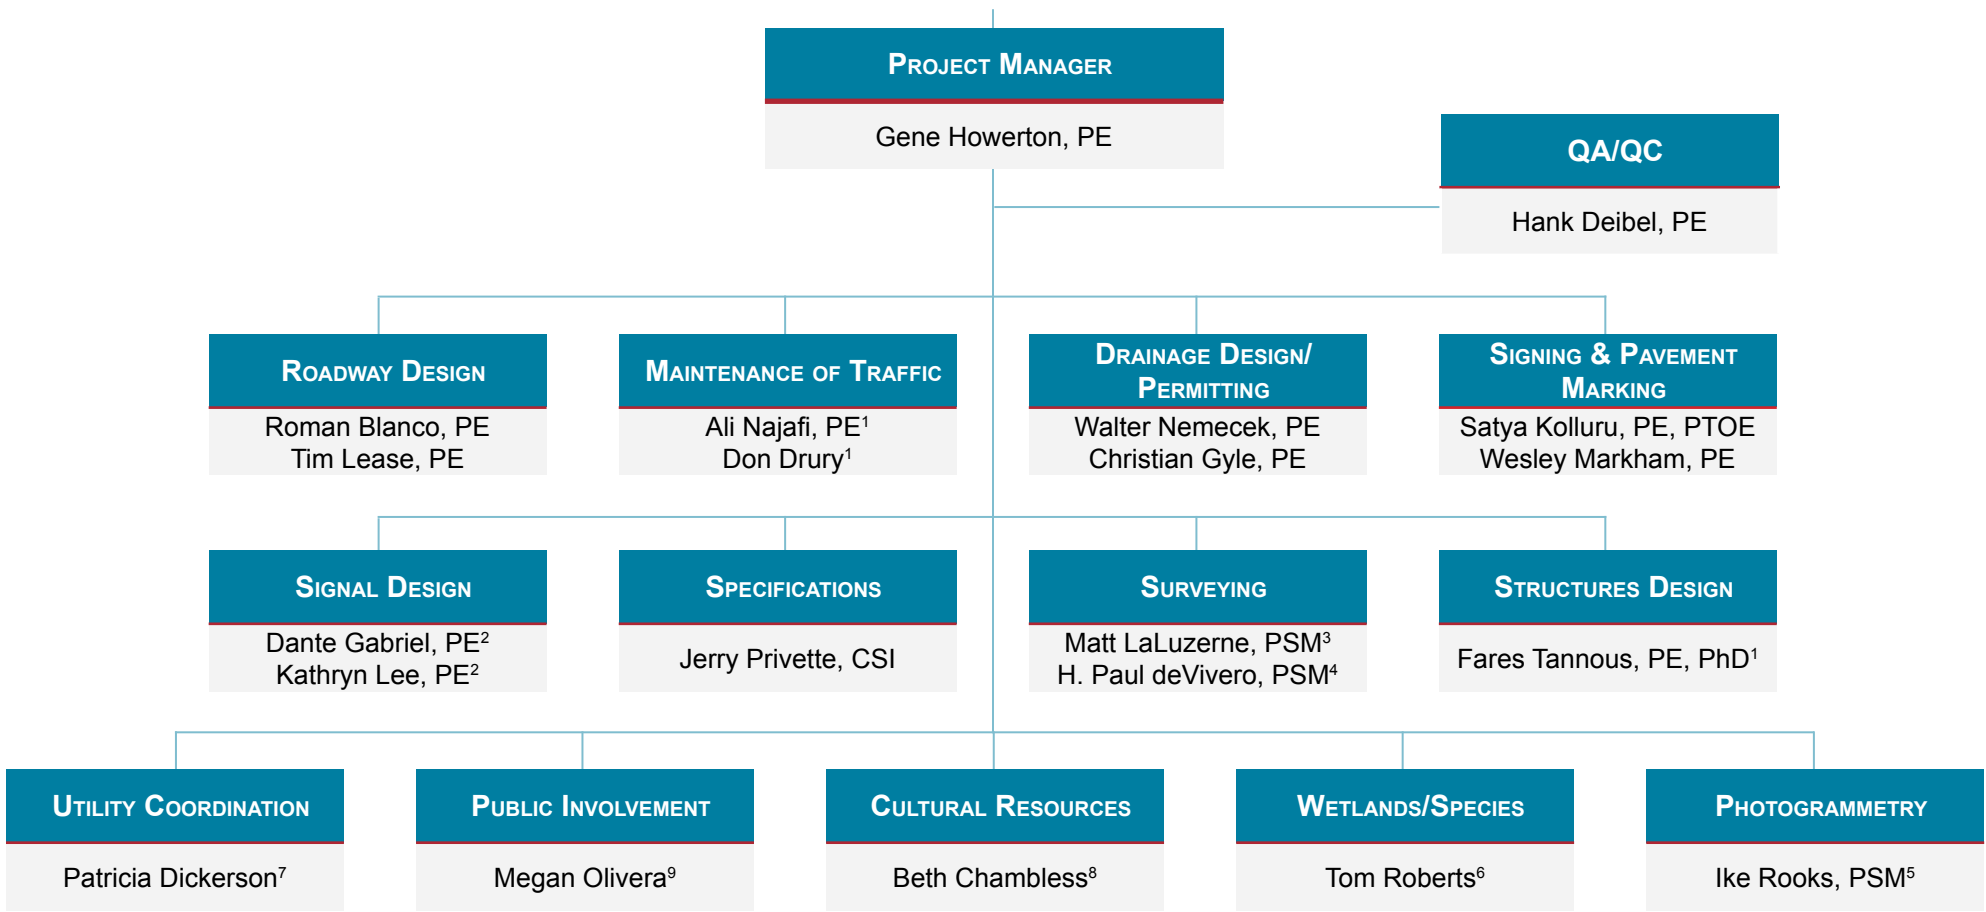 PROJECT MANAGER
Gene Howerton, PE
QA/QC
Hank Deibel, PE
ROADWAY DESIGN
Roman Blanco, PE
Tim Lease, PE
MAINTENANCE OF TRAFFIC
Ali Najafi, PE¹
Don Drury¹
DRAINAGE DESIGN/
PERMITTING
Walter Nemecek, PE
Christian Gyle, PE
SIGNING & PAVEMENT
MARKING
Satya Kolluru, PE, PTOE
Wesley Markham, PE
SIGNAL DESIGN
Dante Gabriel, PE²
Kathryn Lee, PE²
SPECIFICATIONS
Jerry Privette, CSI
SURVEYING
Matt LaLuzerne, PSM³
H. Paul deVivero, PSM⁴
STRUCTURES DESIGN
Fares Tannous, PE, PhD¹
UTILITY COORDINATION
Patricia Dickerson⁷
PUBLIC INVOLVEMENT
Megan Olivera⁹
CULTURAL RESOURCES
Beth Chambless⁸
WETLANDS/SPECIES
Tom Roberts⁶
PHOTOGRAMMETRY
Ike Rooks, PSM⁵